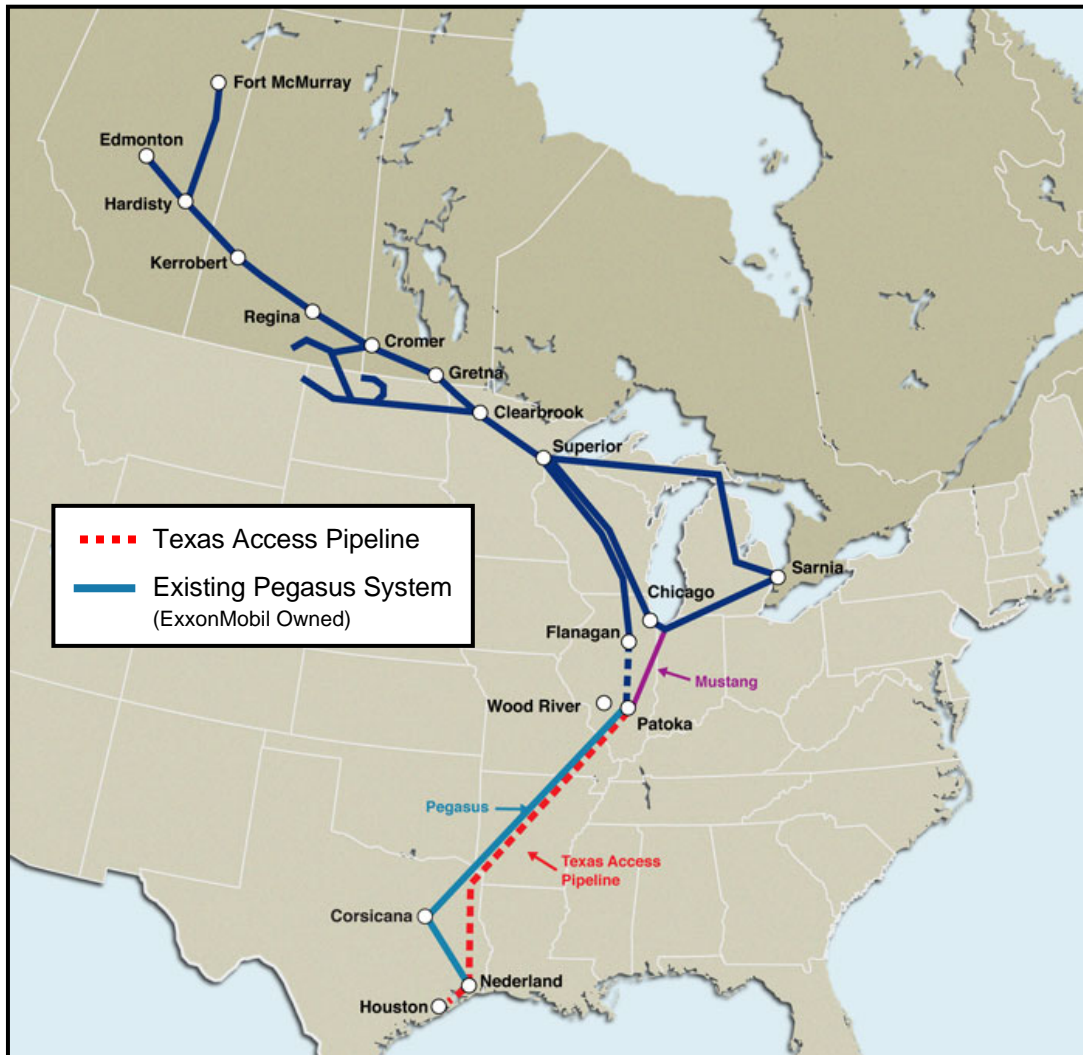 Fort McMurray
Edmonton
Hardisty
Kerrobert
Regina
Cromer
Gretna
Clearbrook
Superior
Texas Access Pipeline
Existing Pegasus System
(ExxonMobil Owned)
Sarnia
Chicago
Flanagan
Mustang
Wood River
Patoka
Pegasus
Texas Access
Pipeline
Corsicana
Nederland
Houston